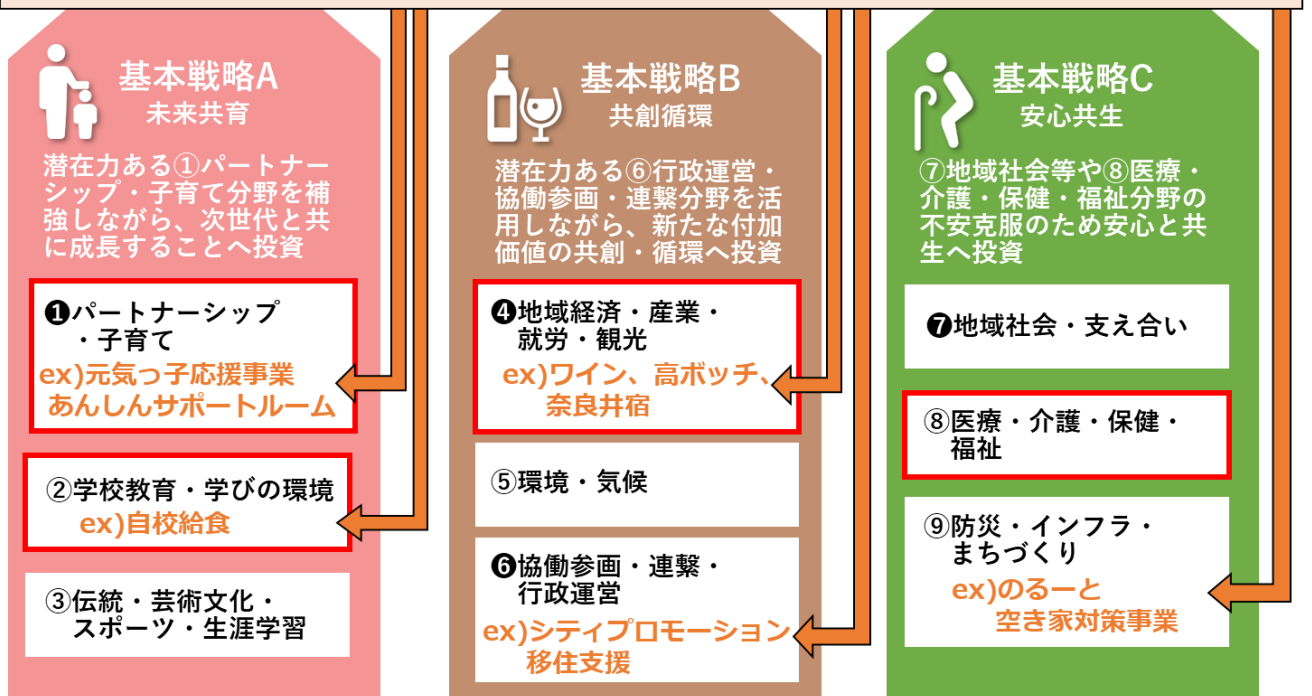 基本戦略A
未来共育
潜在力ある①パートナー
シップ・子育て分野を補
強しながら、次世代と共
に成長することへ投資
❶パートナーシップ
・子育て
ex)元気っ子応援事業
あんしんサポートルーム
②学校教育・学びの環境
ex)自校給食
③伝統・芸術文化・
スポーツ・生涯学習
基本戦略B
共創循環
潜在力ある⑥行政運営・
協働参画・連繋分野を活
用しながら、新たな付加
価値の共創・循環へ投資
❹地域経済・産業・
就労・観光
ex)ワイン、高ボッチ、
奈良井宿
⑤環境・気候
❻協働参画・連繋・
行政運営
ex)シティプロモーション
移住支援
基本戦略C
安心共生
⑦地域社会等や⑧医療・
介護・保健・福祉分野の
不安克服のため安心と共
生へ投資
❼地域社会・支え合い
⑧医療・介護・保健・
福祉
⑨防災・インフラ・
まちづくり
ex)のるーと
空き家対策事業